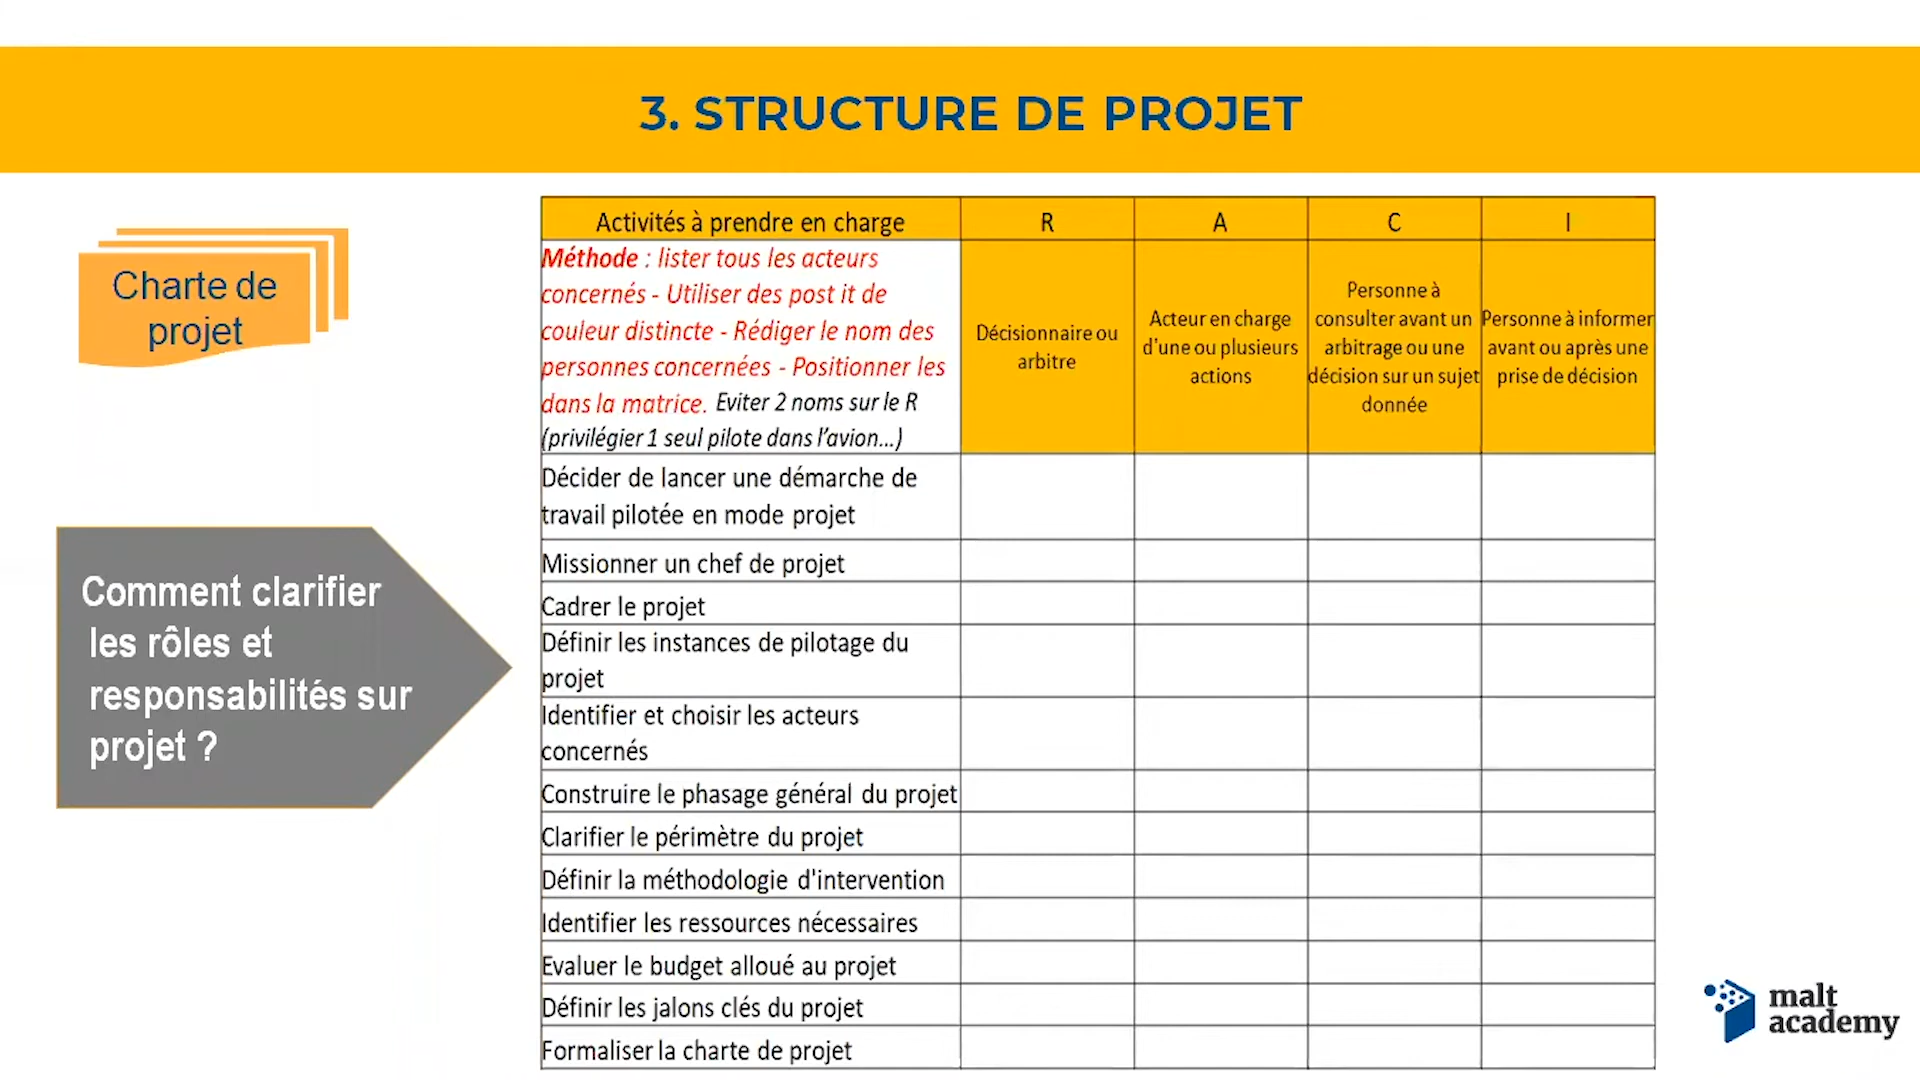 3. STRUCTURE DE PROJET
Charte de
projet
Comment clarifier
les rôles et
responsabilités sur
projet ?
Activités à prendre en charge
R
A
C
I
Méthode : lister tous les acteurs
concernés - Utiliser des post it de
couleur distincte - Rédiger le nom des
personnes concernées - Positionner les
dans la matrice. Eviter 2 noms sur le R
(privilégier 1 seul pilote dans l'avion...)
Décisionnaire ou
arbitre
Acteur en charge
d'une ou plusieurs
actions
Personne à
consulter avant un
arbitrage ou une
décision sur un sujet
donnée
Personne à informer
avant ou après une
prise de décision
Décider de lancer une démarche de
travail pilotée en mode projet
Missionner un chef de projet
Cadrer le projet
Définir les instances de pilotage du
projet
Identifier et choisir les acteurs
concernés
Construire le phasage général du projet
Clarifier le périmètre du projet
Définir la méthodologie d'intervention
Identifier les ressources nécessaires
Evaluer le budget alloué au projet
Définir les jalons clés du projet
Formaliser la charte de projet
malt
academy